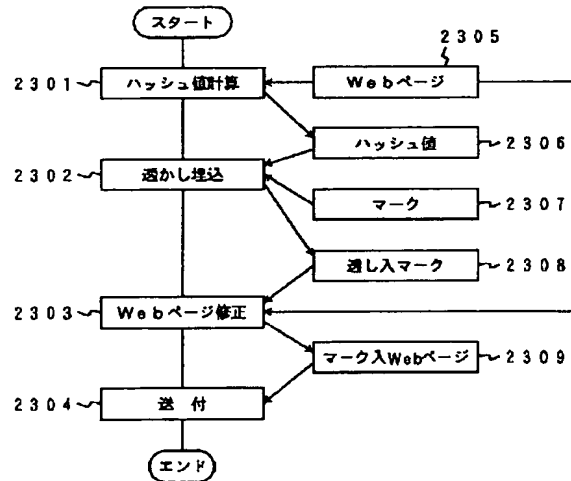 スタート
2305
2301 ハッシュ値計算 Webページ
ハッシュ値 2306
2302 透かし埋込
マーク 2307
透し入マーク 2308
2303 Webページ修正
マーク入Webページ 2309
2304 送付
エンド